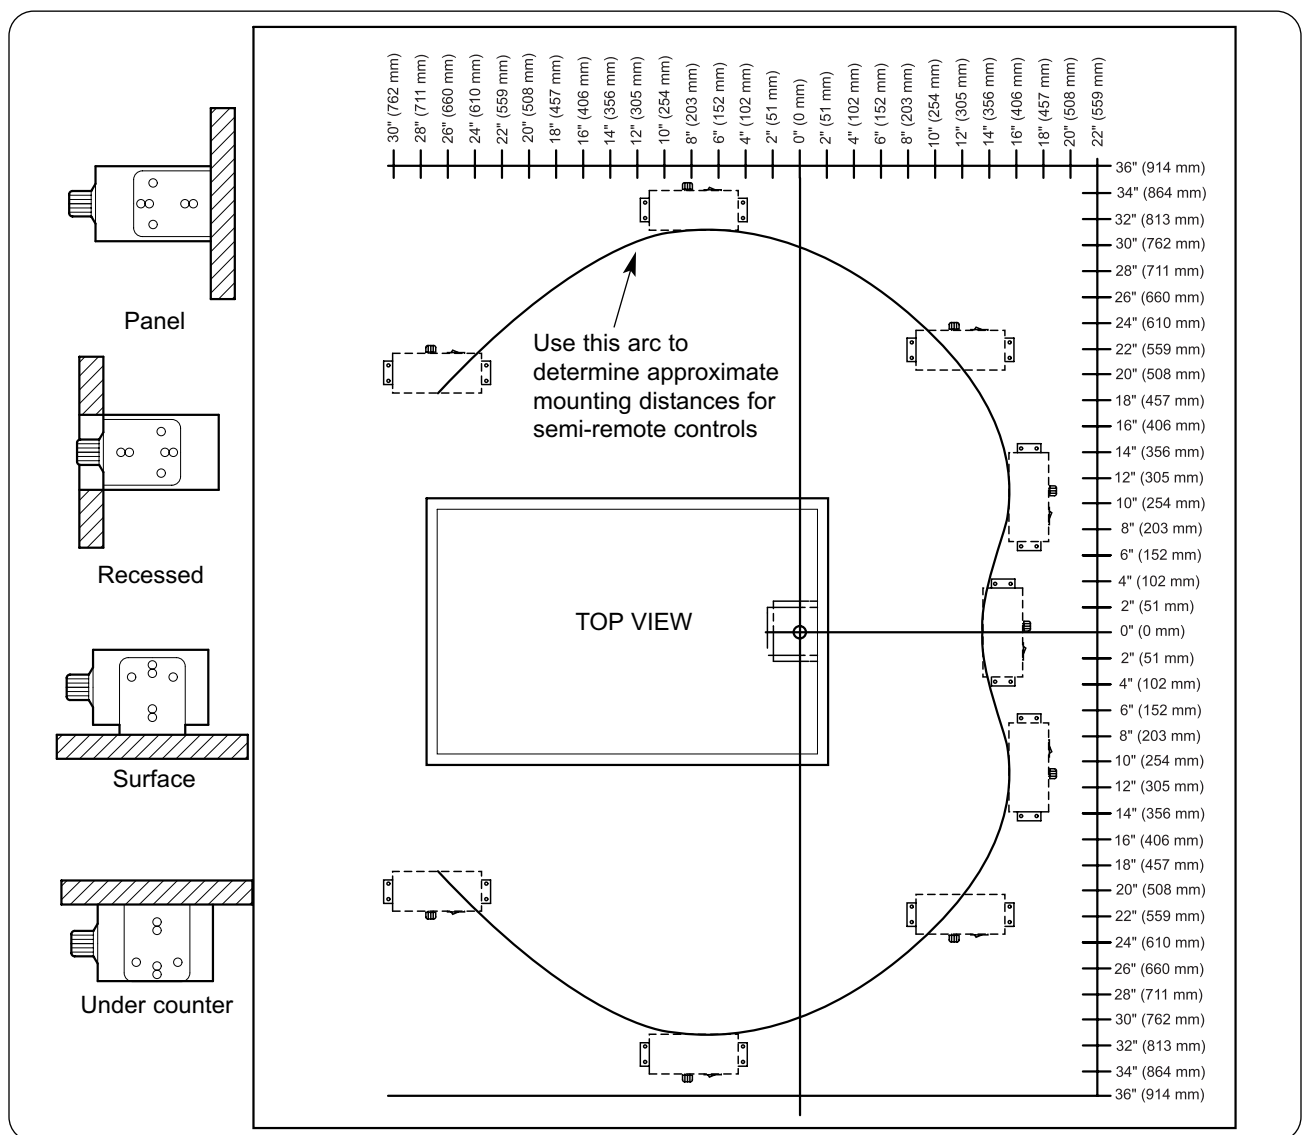 30" (762 mm)
28" (711 mm)
26" (660 mm)
24" (610 mm)
22" (559 mm)
20" (508 mm)
18" (457 mm)
16" (406 mm)
14" (356 mm)
12" (305 mm)
10" (254 mm)
8" (203 mm)
6" (152 mm)
4" (102 mm)
2" (51 mm)
0" (0 mm)
2" (51 mm)
4" (102 mm)
6" (152 mm)
8" (203 mm)
10" (254 mm)
12" (305 mm)
14" (356 mm)
16" (406 mm)
18" (457 mm)
20" (508 mm)
22" (559 mm)
Panel
Recessed
Surface
Under counter
Use this arc to
determine approximate
mounting distances for
semi-remote controls
TOP VIEW
36" (914 mm)
34" (864 mm)
32" (813 mm)
30" (762 mm)
28" (711 mm)
26" (660 mm)
24" (610 mm)
22" (559 mm)
20" (508 mm)
18" (457 mm)
16" (406 mm)
14" (356 mm)
12" (305 mm)
10" (254 mm)
8" (203 mm)
6" (152 mm)
4" (102 mm)
2" (51 mm)
0" (0 mm)
2" (51 mm)
4" (102 mm)
6" (152 mm)
8" (203 mm)
10" (254 mm)
12" (305 mm)
14" (356 mm)
16" (406 mm)
18" (457 mm)
20" (508 mm)
22" (559 mm)
24" (610 mm)
26" (660 mm)
28" (711 mm)
30" (762 mm)
32" (813 mm)
34" (864 mm)
36" (914 mm)